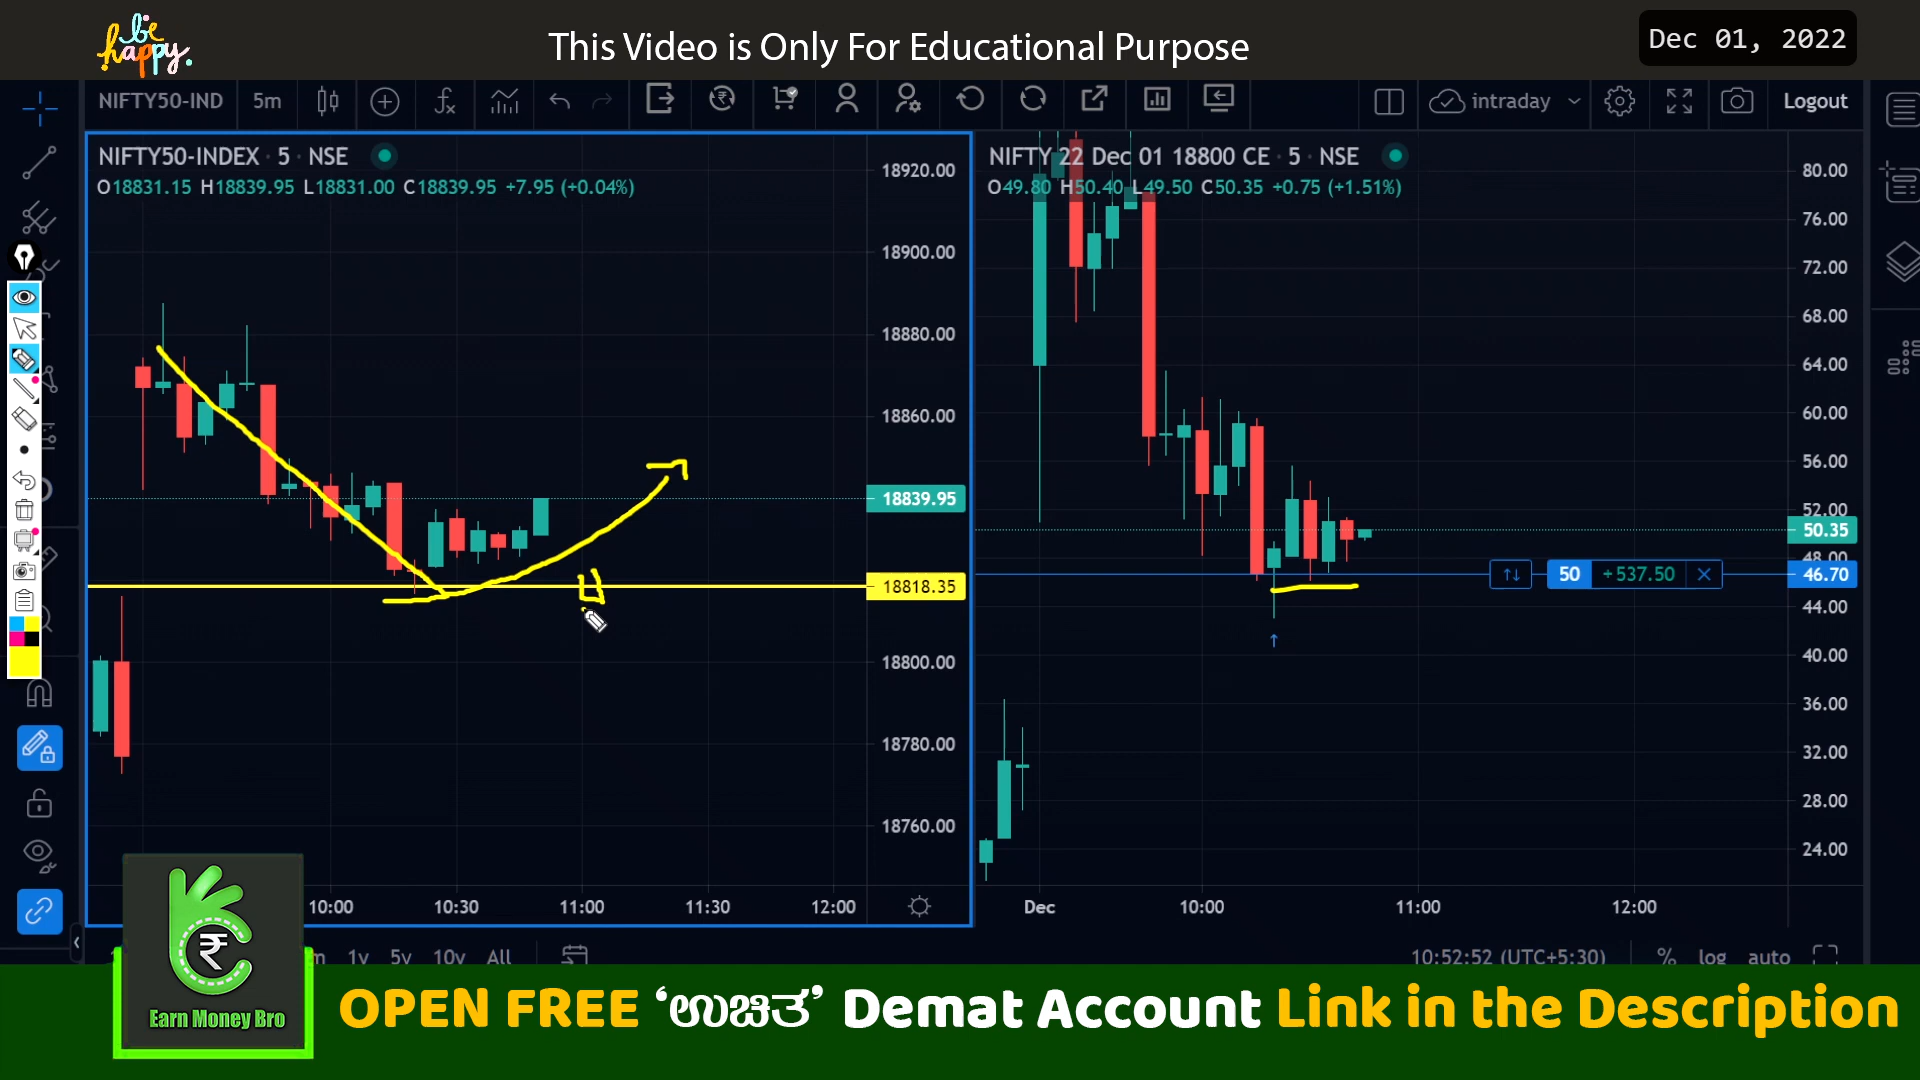 be happy.
This Video is Only For Educational Purpose
Dec 01, 2022
NIFTY50-IND 5m intraday Logout
NIFTY50-INDEX · 5 · NSE
O18831.15 H18839.95 L18831.00 C18839.95 +7.95 (+0.04%)
18920.00
18900.00
18880.00
18860.00
18839.95
18818.35
18800.00
18780.00
18760.00
10:00 10:30 11:00 11:30 12:00
NIFTY 22 Dec 01 18800 CE · 5 · NSE
O49.80 H50.40 L49.50 C50.35 +0.75 (+1.51%)
80.00
76.00
72.00
68.00
64.00
60.00
56.00
52.00
50.35
48.00
50 +537.50 46.70
44.00
40.00
36.00
32.00
28.00
24.00
Dec 10:00 11:00 12:00
1y 5y 10y All
10:52:52 (UTC+5:30) % log auto
₹
Earn Money Bro
OPEN FREE ‘ಉಚಿತ’ Demat Account Link in the Description